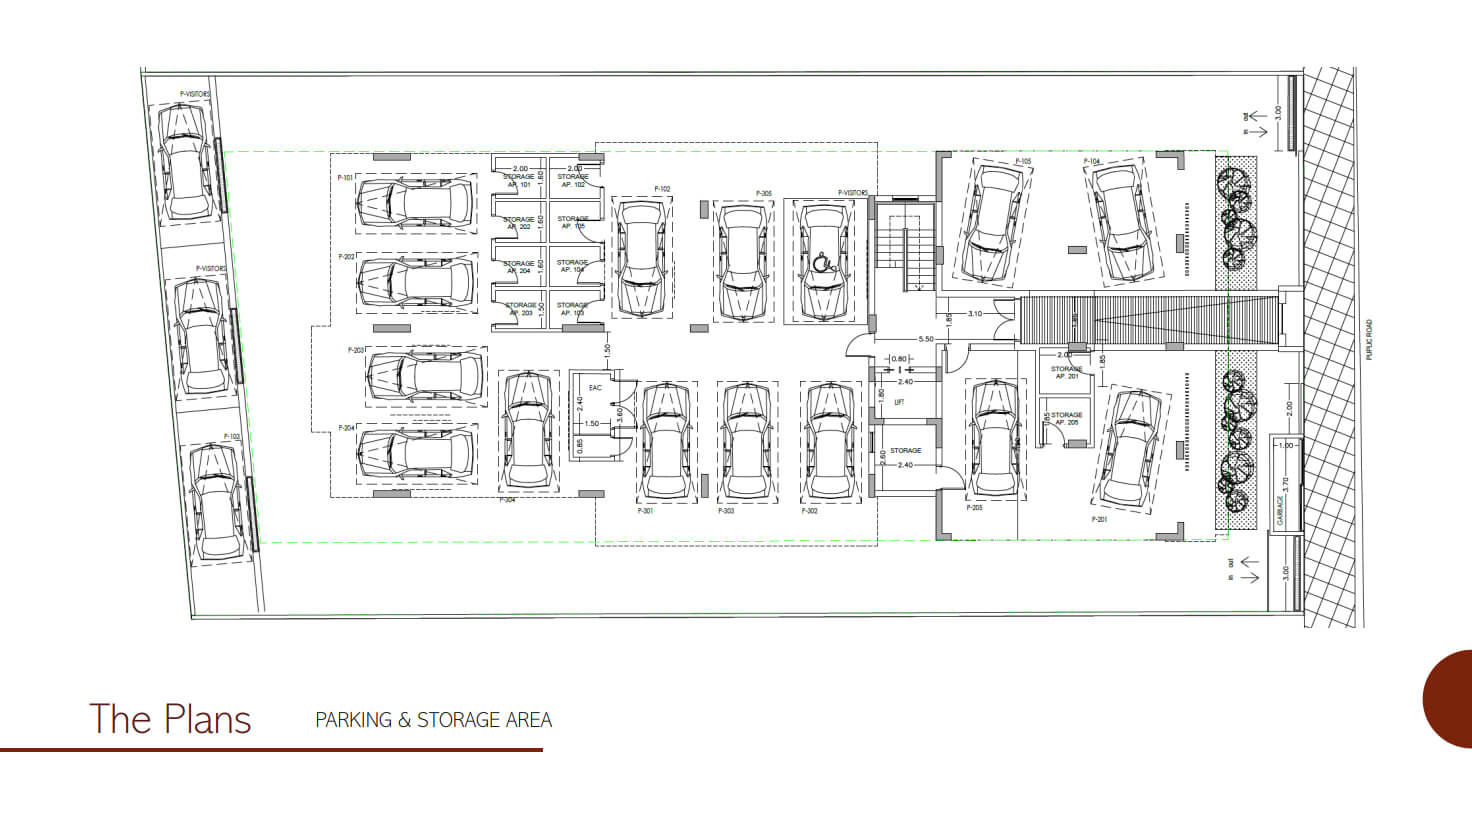 P-VISITORS
P-VISITORS
P-102
P-101
P-202
P-203
P-204
P-304
2.00
STORAGE
AP. 101
1.60
2.00
STORAGE
AP. 102
STORAGE
AP. 202
1.60
STORAGE
AP. 105
STORAGE
AP. 204
1.60
STORAGE
AP. 104
STORAGE
AP. 203
1.50
STORAGE
AP. 103
1.50
EAC
2.40
1.50
3.60
0.85
P-102
P-305
P-VISITORS
P-301
P-303
P-302
5.50
0.80
2.40
1.80
LIFT
STORAGE
2.60
2.40
P-105
P-104
3.10
1.85
1.85
2.00
STORAGE
AP. 201
1.85
STORAGE
AP. 205
1.85
P-205
P-201
out
in
3.00
PUPLIC ROAD
2.00
1.00
3.70
GARBAGE
out
in
3.00
The Plans
PARKING & STORAGE AREA